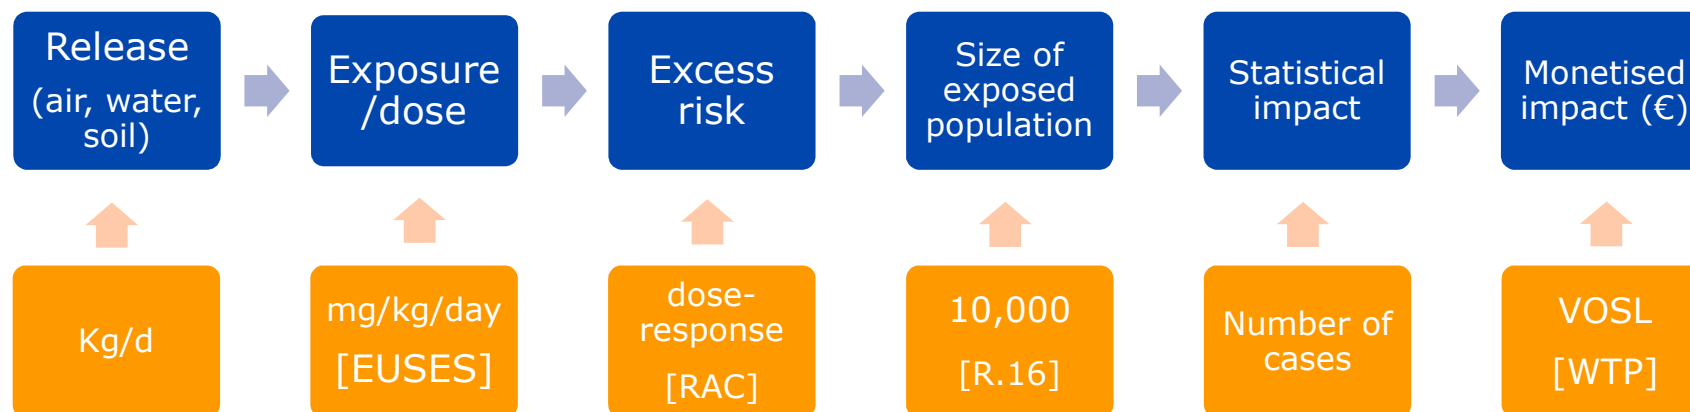 Release
(air, water,
soil)
Exposure
/dose
Excess
risk
Size of
exposed
population
Statistical
impact
Monetised
impact (€)
Kg/d
mg/kg/day
[EUSES]
dose-
response
[RAC]
10,000
[R.16]
Number of
cases
VOSL
[WTP]